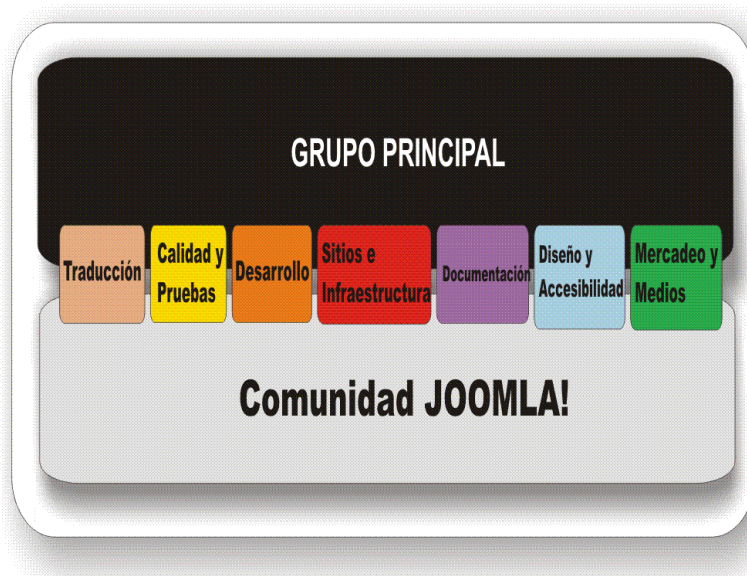 GRUPO PRINCIPAL
Traducción
Calidad y
Pruebas
Desarrollo
Sitios e
Infraestructura
Documentación
Diseño y
Accesibilidad
Mercadeo y
Medios
Comunidad JOOMLA!